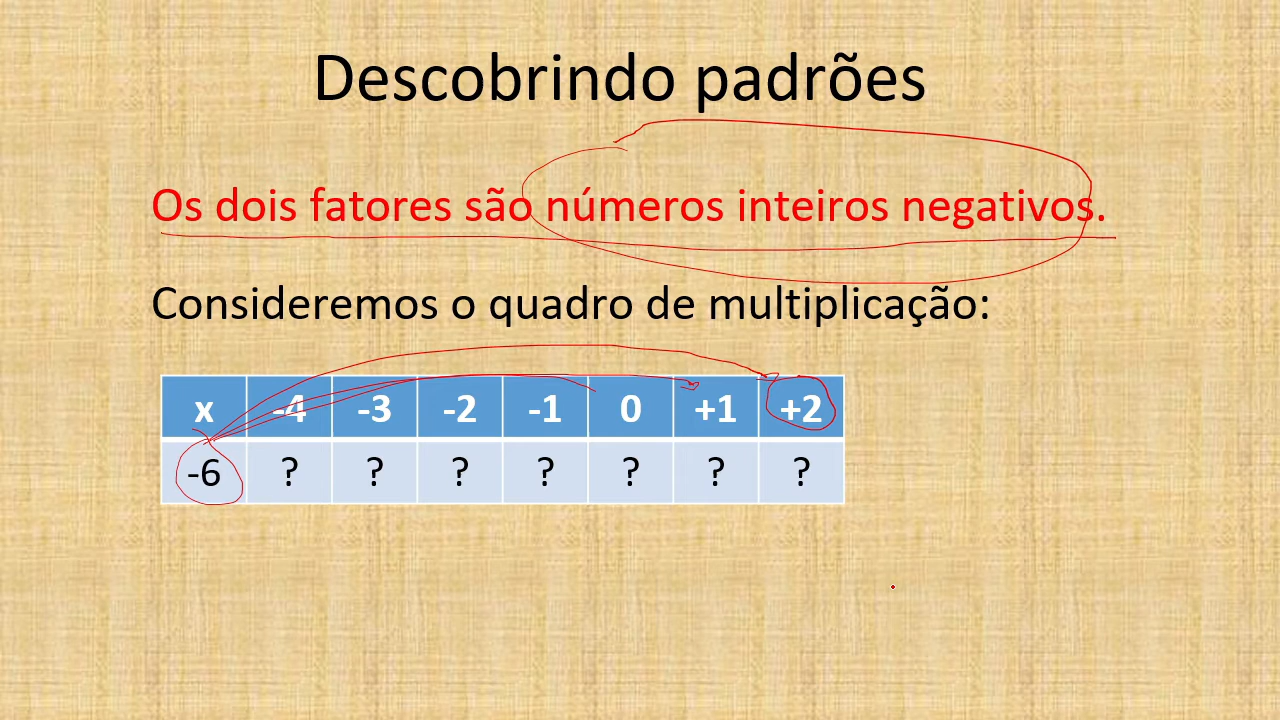 Descobrindo padrões
Os dois fatores são números inteiros negativos.
Consideremos o quadro de multiplicação:
x -4 -3 -2 -1 0 +1 +2
-6 ? ? ? ? ? ? ?